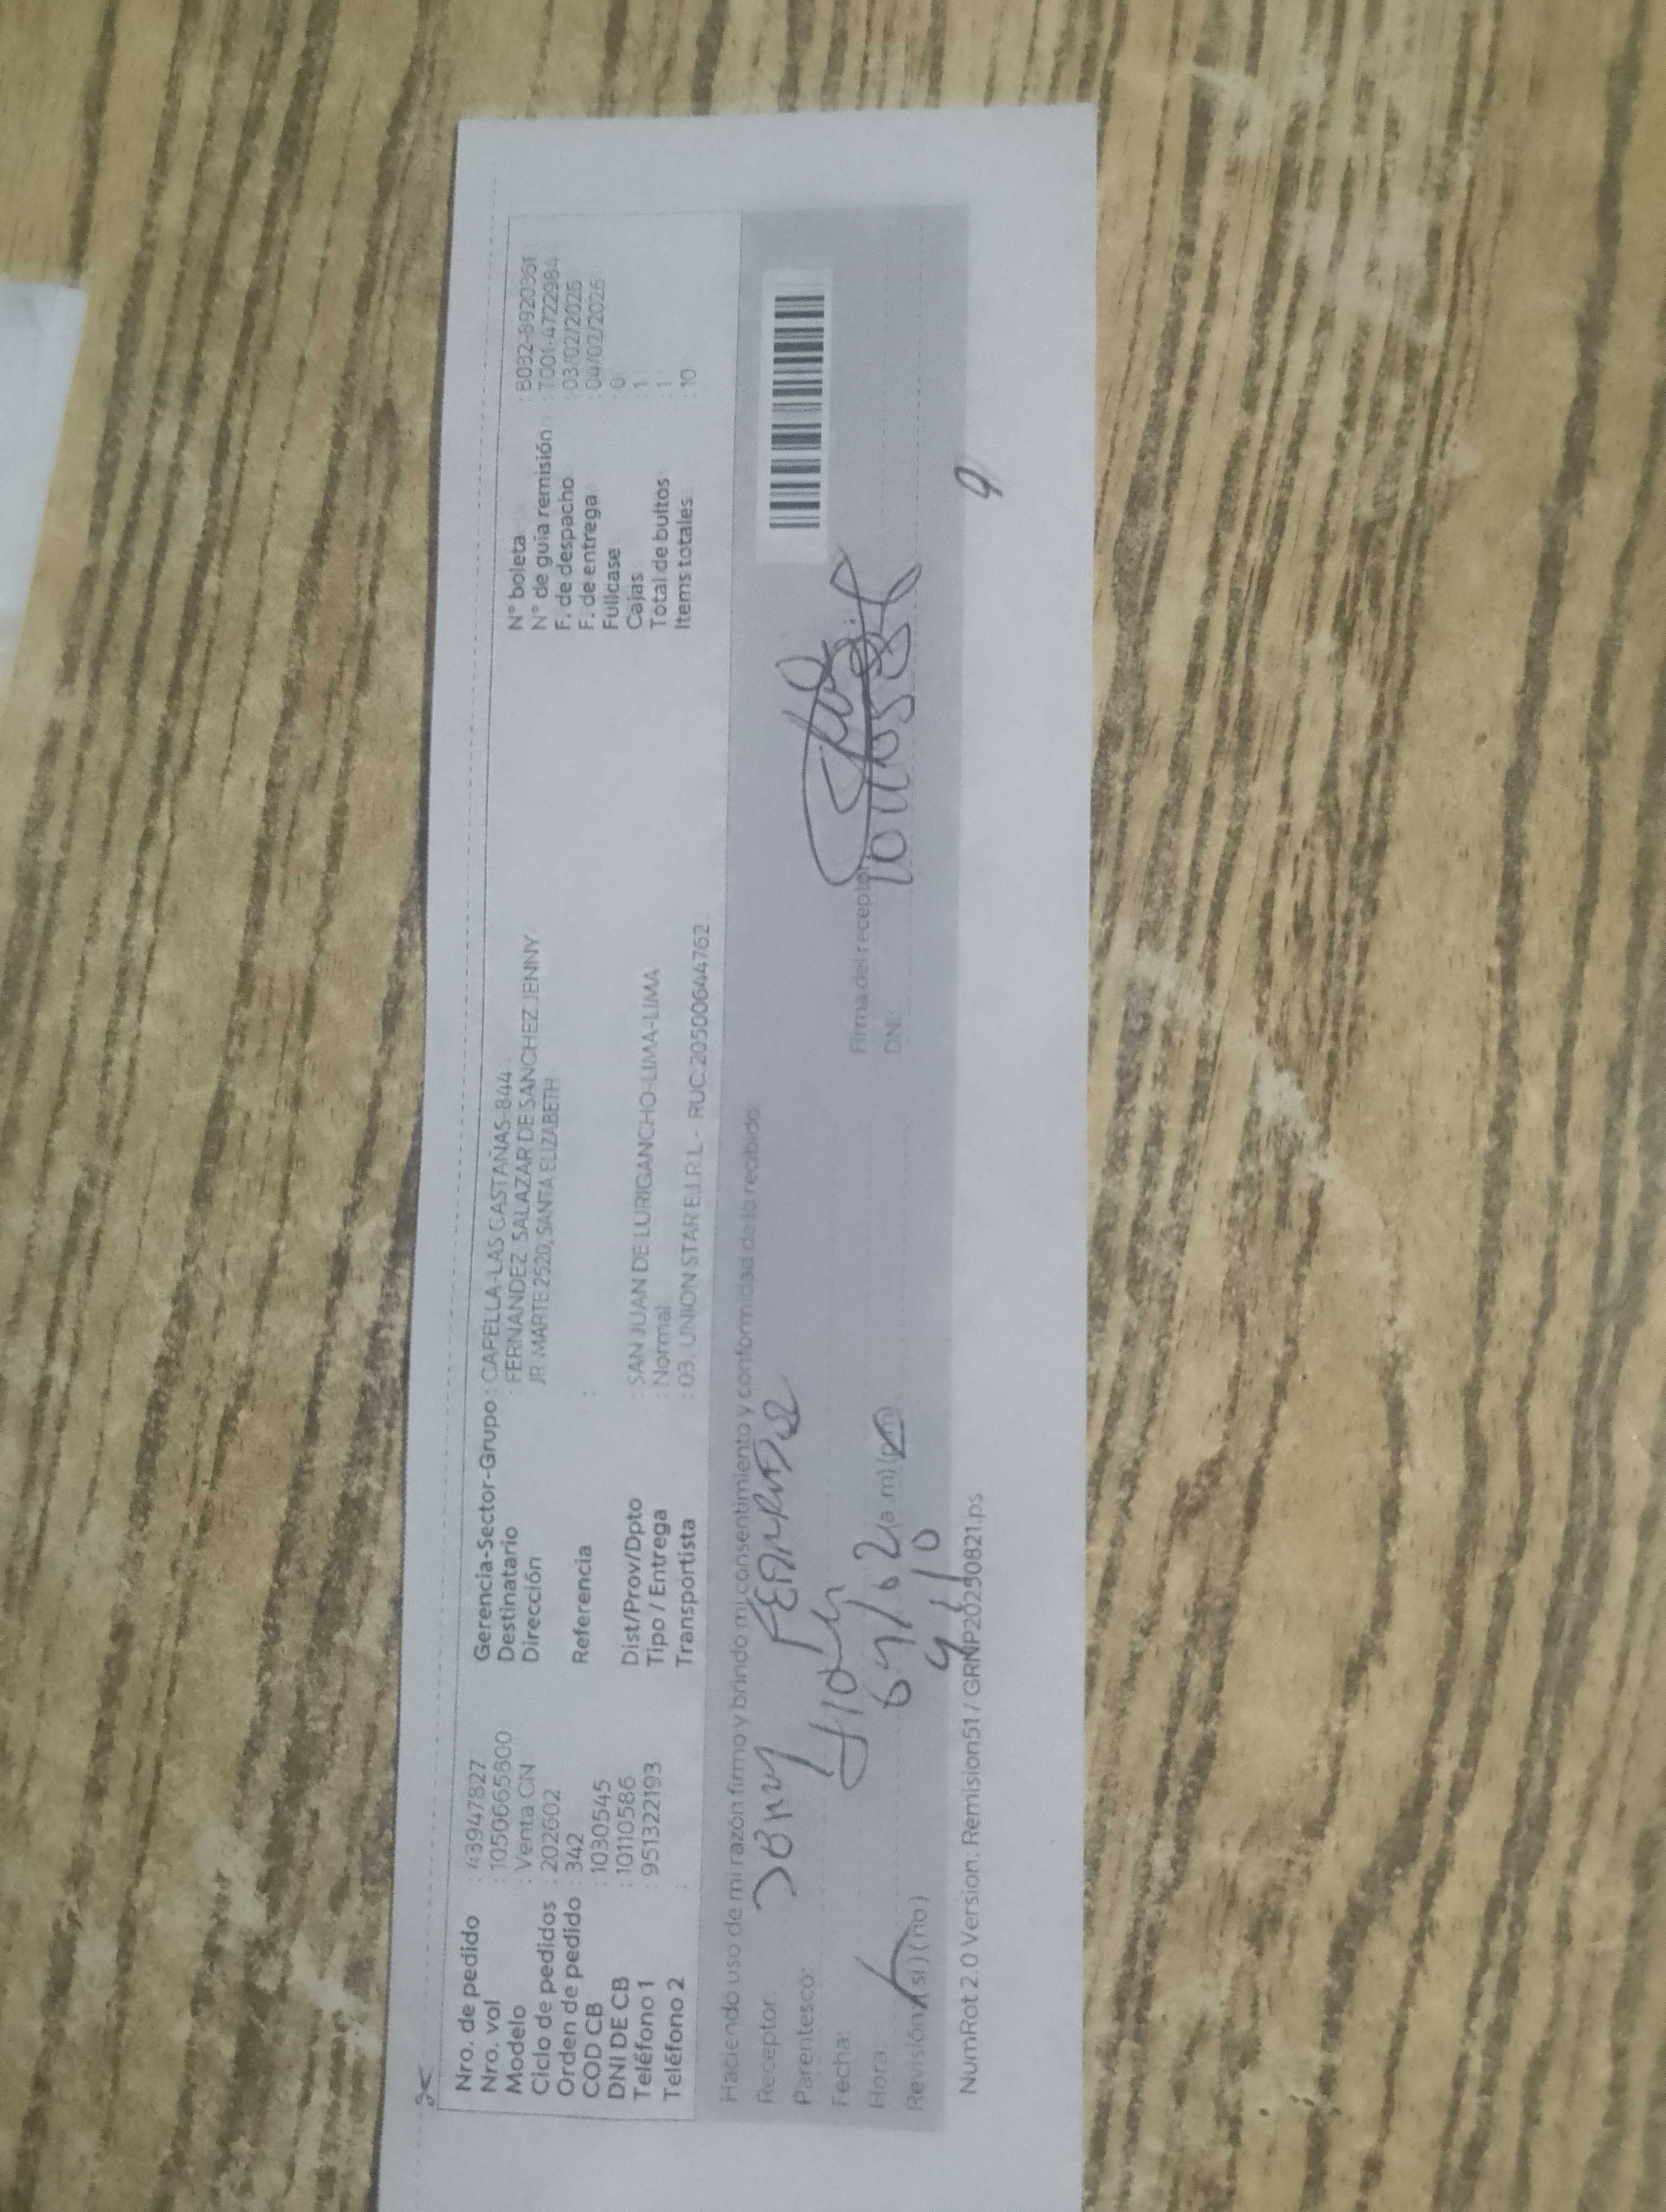 Nro. de pedido : 43947827
Nro. vol : 1050665800
Modelo : Venta CN
Ciclo de pedidos : 202602
Orden de pedido : 342
COD CB : 1030545
DNI DE CB : 10110586
Teléfono 1 : 951322193
Teléfono 2 :
Gerencia-Sector-Grupo : CAPELLA-LAS CASTAÑAS-844
Destinatario : FERNANDEZ SALAZAR DE SANCHEZ JENNY
Dirección JR MARTE 2520, SANTA ELIZABETH
Referencia :
Dist/Prov/Dpto : SAN JUAN DE LURIGANCHO-LIMA-LIMA
Tipo / Entrega : Normal
Transportista : 03. UNION STAR E.I.R.L - RUC:20500644762
N° boleta : B032-8920361
N° de guía remisión : T001-4722984
F. de despacho : 03/02/2026
F. de entrega : 04/02/2026
Fullcase : 0
Cajas : 1
Total de bultos : 1
Items totales : 10
Haciendo uso de mi razón firmo y brindo mi consentimiento y conformidad de lo recibido:
Receptor:
Parentesco:
Fecha:
Hora: (a.m) (pm)
Revisión (si) (no)
Firma del receptor
DNI:
NumRot 2.0 Version: Remision51 / GRNP20250821.ps